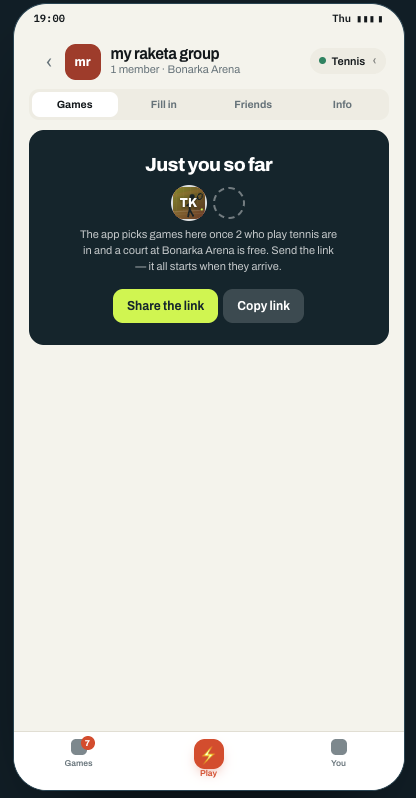 19:00
Thu
‹
mr
my raketa group
1 member · Bonarka Arena
Tennis ‹
Games
Fill in
Friends
Info
Just you so far
TK
The app picks games here once 2 who play tennis are
in and a court at Bonarka Arena is free. Send the link
— it all starts when they arrive.
Share the link
Copy link
7
Games
Play
You